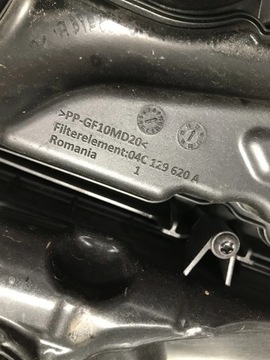 >PP-GF10MD20<
Filterelement:04C 129 620 A
Romania
1